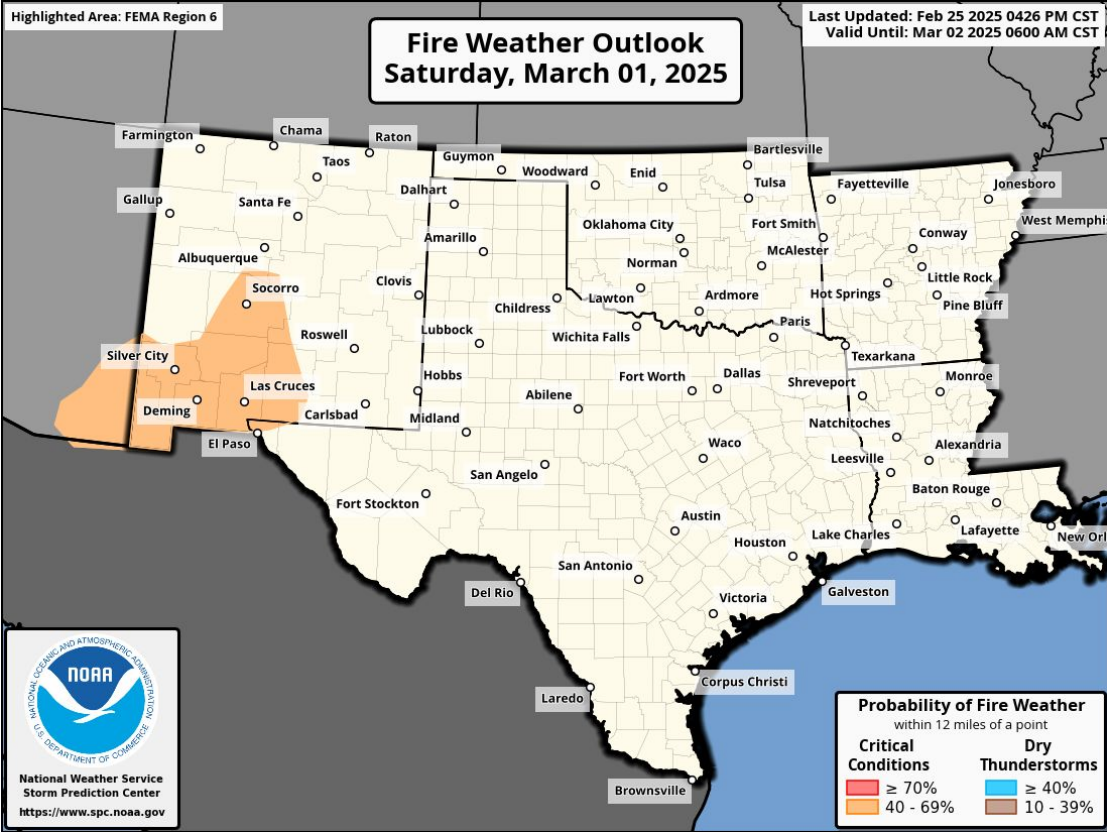 Highlighted Area: FEMA Region 6
Last Updated: Feb 25 2025 0426 PM CST
Valid Until: Mar 02 2025 0600 AM CST
Fire Weather Outlook
Saturday, March 01, 2025
Farmington
Chama
Raton
Taos
Guymon
Woodward
Enid
Bartlesville
Tulsa
Fayetteville
Jonesboro
Gallup
Santa Fe
Dalhart
Oklahoma City
Fort Smith
West Memphis
Albuquerque
Amarillo
Norman
McAlester
Conway
Little Rock
Socorro
Clovis
Childress
Lawton
Ardmore
Hot Springs
Pine Bluff
Roswell
Lubbock
Wichita Falls
Paris
Silver City
Texarkana
Las Cruces
Hobbs
Abilene
Fort Worth
Dallas
Shreveport
Monroe
Deming
Carlsbad
Midland
Natchitoches
El Paso
Waco
Alexandria
San Angelo
Leesville
Fort Stockton
Baton Rouge
Austin
Houston
Lake Charles
Lafayette
New Orl
San Antonio
Del Rio
Galveston
Victoria
Laredo
Corpus Christi
Brownsville
NATIONAL OCEANIC AND ATMOSPHERIC ADMINISTRATION
NOAA
U.S. DEPARTMENT OF COMMERCE
National Weather Service
Storm Prediction Center
https://www.spc.noaa.gov
Probability of Fire Weather
within 12 miles of a point
Critical Conditions
≥ 70%
40 - 69%
Dry Thunderstorms
≥ 40%
10 - 39%